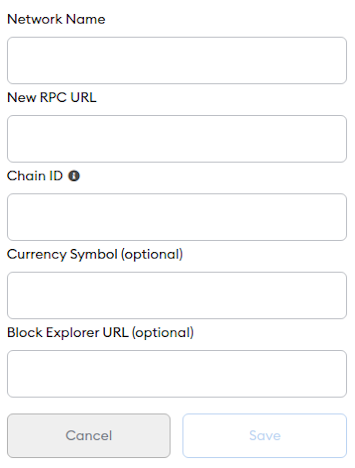 Network Name
New RPC URL
Chain ID
Currency Symbol (optional)
Block Explorer URL (optional)
Cancel Save